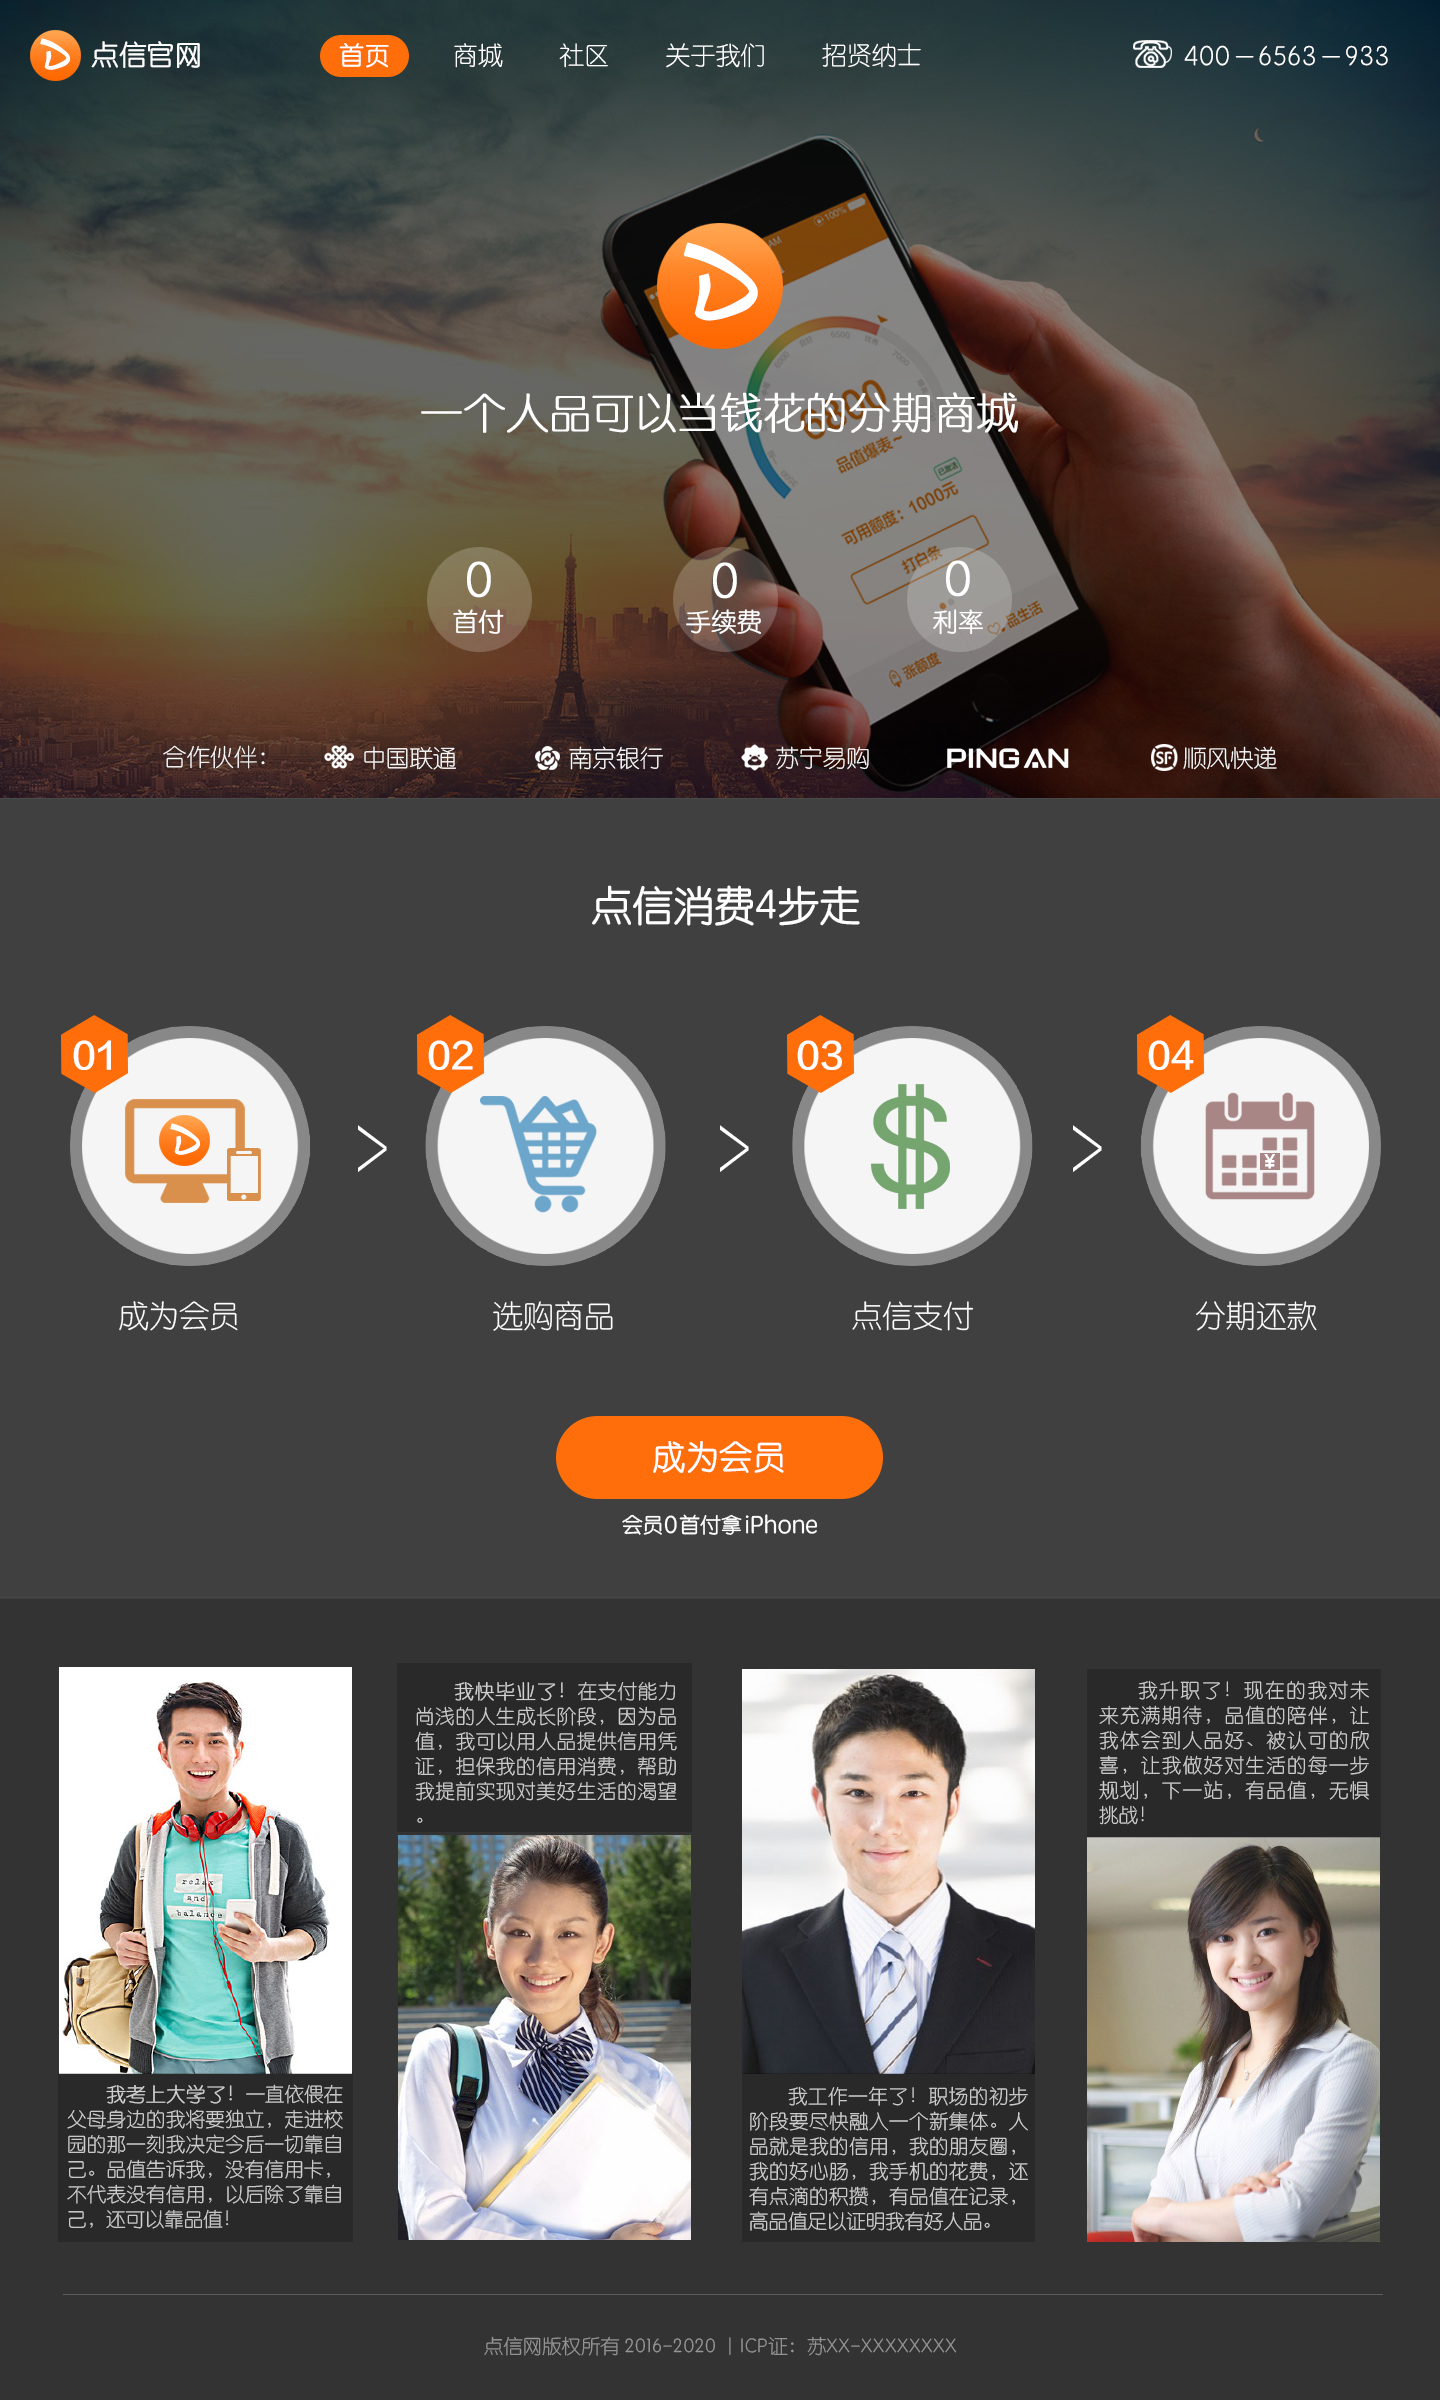 点信官网
首页
商城
社区
关于我们
招贤纳士
400-6563-933
100%
AM
6500
7000
6890
一个人品可以当钱花的分期商城
品值爆表~
可用额度：1000元
打白条
0
首付
0
手续费
0
利率
品生活
涨额度
合作伙伴：
中国联通
南京银行
苏宁易购
PING AN
SF 顺风快递
点信消费4步走
01
02
03
04
¥
成为会员
选购商品
点信支付
分期还款
成为会员
会员0首付拿iPhone
relax
and
balance
我考上大学了！一直依偎在
父母身边的我将要独立，走进校
园的那一刻我决定今后一切靠自
己。品值告诉我，没有信用卡，
不代表没有信用，以后除了靠自
己，还可以靠品值！
我快毕业了！在支付能力
尚浅的人生成长阶段，因为品
值，我可以用人品提供信用凭
证，担保我的信用消费，帮助
我提前实现对美好生活的渴望
。
我工作一年了！职场的初步
阶段要尽快融入一个新集体。人
品就是我的信用，我的朋友圈，
我的好心肠，我手机的花费，还
有点滴的积攒，有品值在记录，
高品值足以证明我有好人品。
我升职了！现在的我对未
来充满期待，品值的陪伴，让
我体会到人品好、被认可的欣
喜，让我做好对生活的每一步
规划，下一站，有品值，无惧
挑战！
点信网版权所有 2016-2020 | ICP证：苏XX-XXXXXXXX